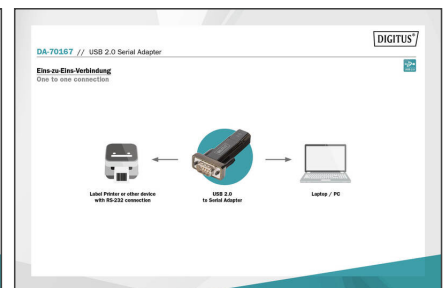 DIGITUS®
DA-70167 // USB 2.0 Serial Adapter
Eins-zu-Eins-Verbindung
One to one connection
Label Printer or other device
with RS-232 connection
USB 2.0
to Serial Adapter
Laptop / PC